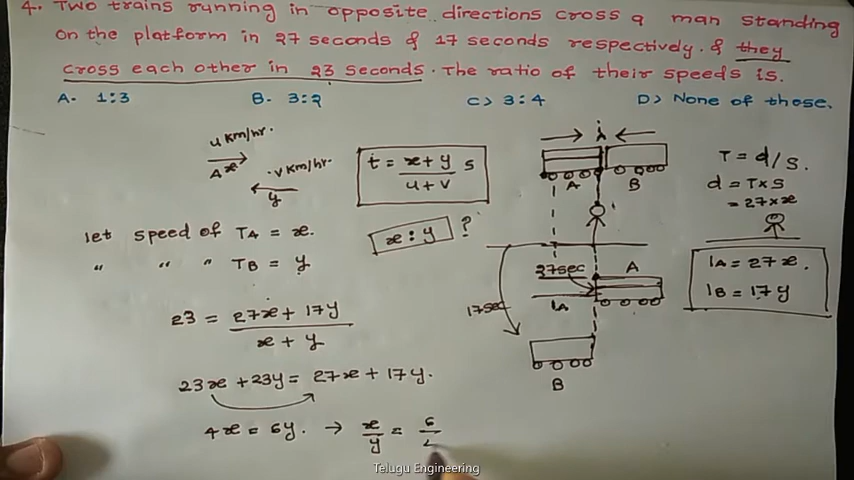 4. Two trains running in opposite directions cross a man standing
on the platform in 27 seconds & 17 seconds respectively. & they
cross each other in 23 seconds. The ratio of their speeds is.
A. 1:3 B. 3:2 C) 3:4 D) None of these.
u km/hr.
A x
.v km/hr.
y
t = x+y / u+v s
A B
T = d/s.
d = T×s
= 27×x
let speed of TA = x.
" " " TB = y
x : y ?
lA = 27x.
lB = 17y
27sec A
lA
17sec
B
23 = 27x + 17y / x + y
23x + 23y = 27x + 17y.
4x = 6y. → x/y = 6/
Telugu Engineering